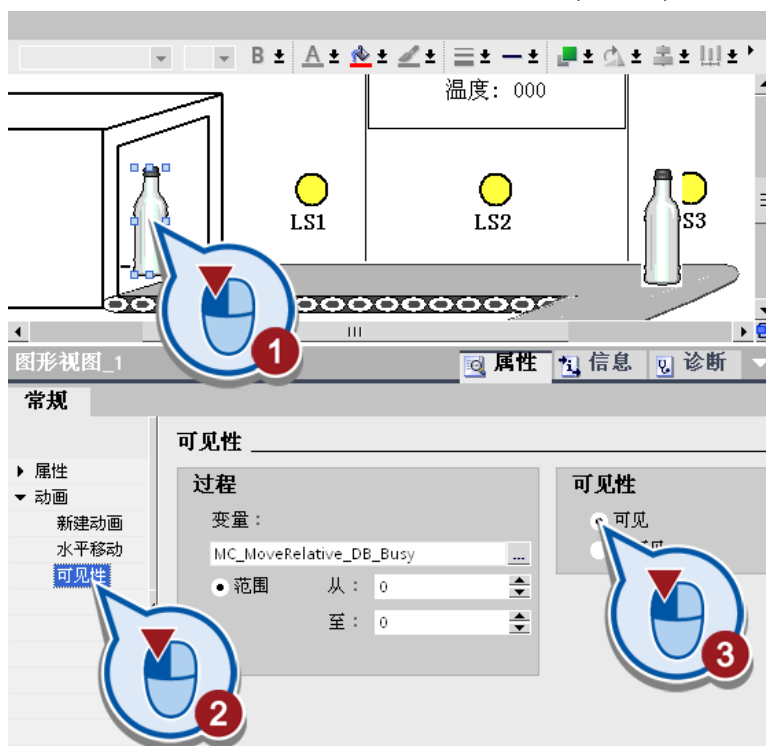 B A
温度: 000
LS1 LS2 S3
1
图形视图_1 属性 信息 诊断
常规
可见性
属性
动画
新建动画
水平移动
可见性
过程
变量:
MC_MoveRelative_DB_Busy ...
范围 从: 0
至: 0
可见性
可见
2
3